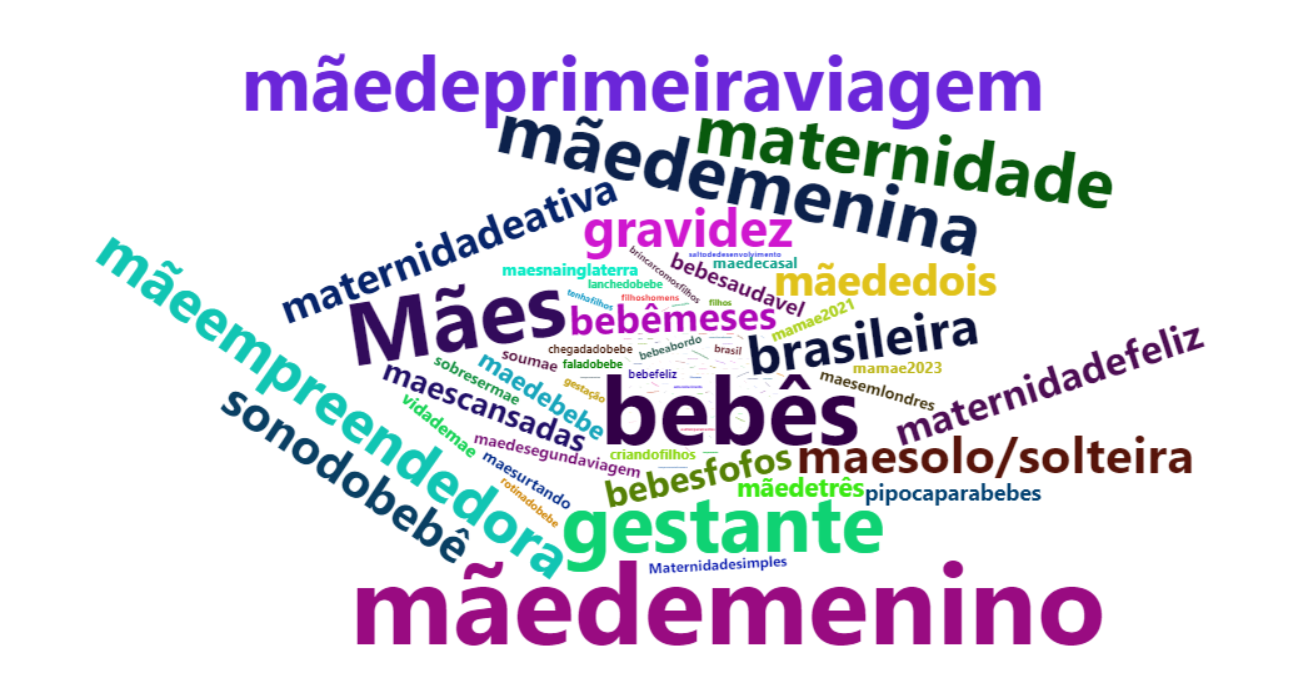 mãedeprimeiraviagem
maternidade
mãedemenina
maternidadeativa
gravidez
mãeempreendedora
saltodedesenvolvimento
brincarcomosfilhos
maedecasal
maesnainglaterra
bebesaudavel
mãededois
lanchedobebe
tenhafilhos
filhoshomens
filhos
Mães
bebêmeses
mamae2021
brasileira
maternidadefeliz
chegadadobebe
bebeabordo
brasil
soumae
faladobebe
sobresermae
maedebebe
bebefeliz
mamae2023
maesemlondres
maescansadas
gestação
bebês
sonodobebê
vidademae
maedesegundaviagem
criandofilhos
maesolo/solteira
maesurtando
bebesfofos
mãedetrês
pipocaparabebes
rotinadobebe
gestante
Maternidadesimples
mãedemenino